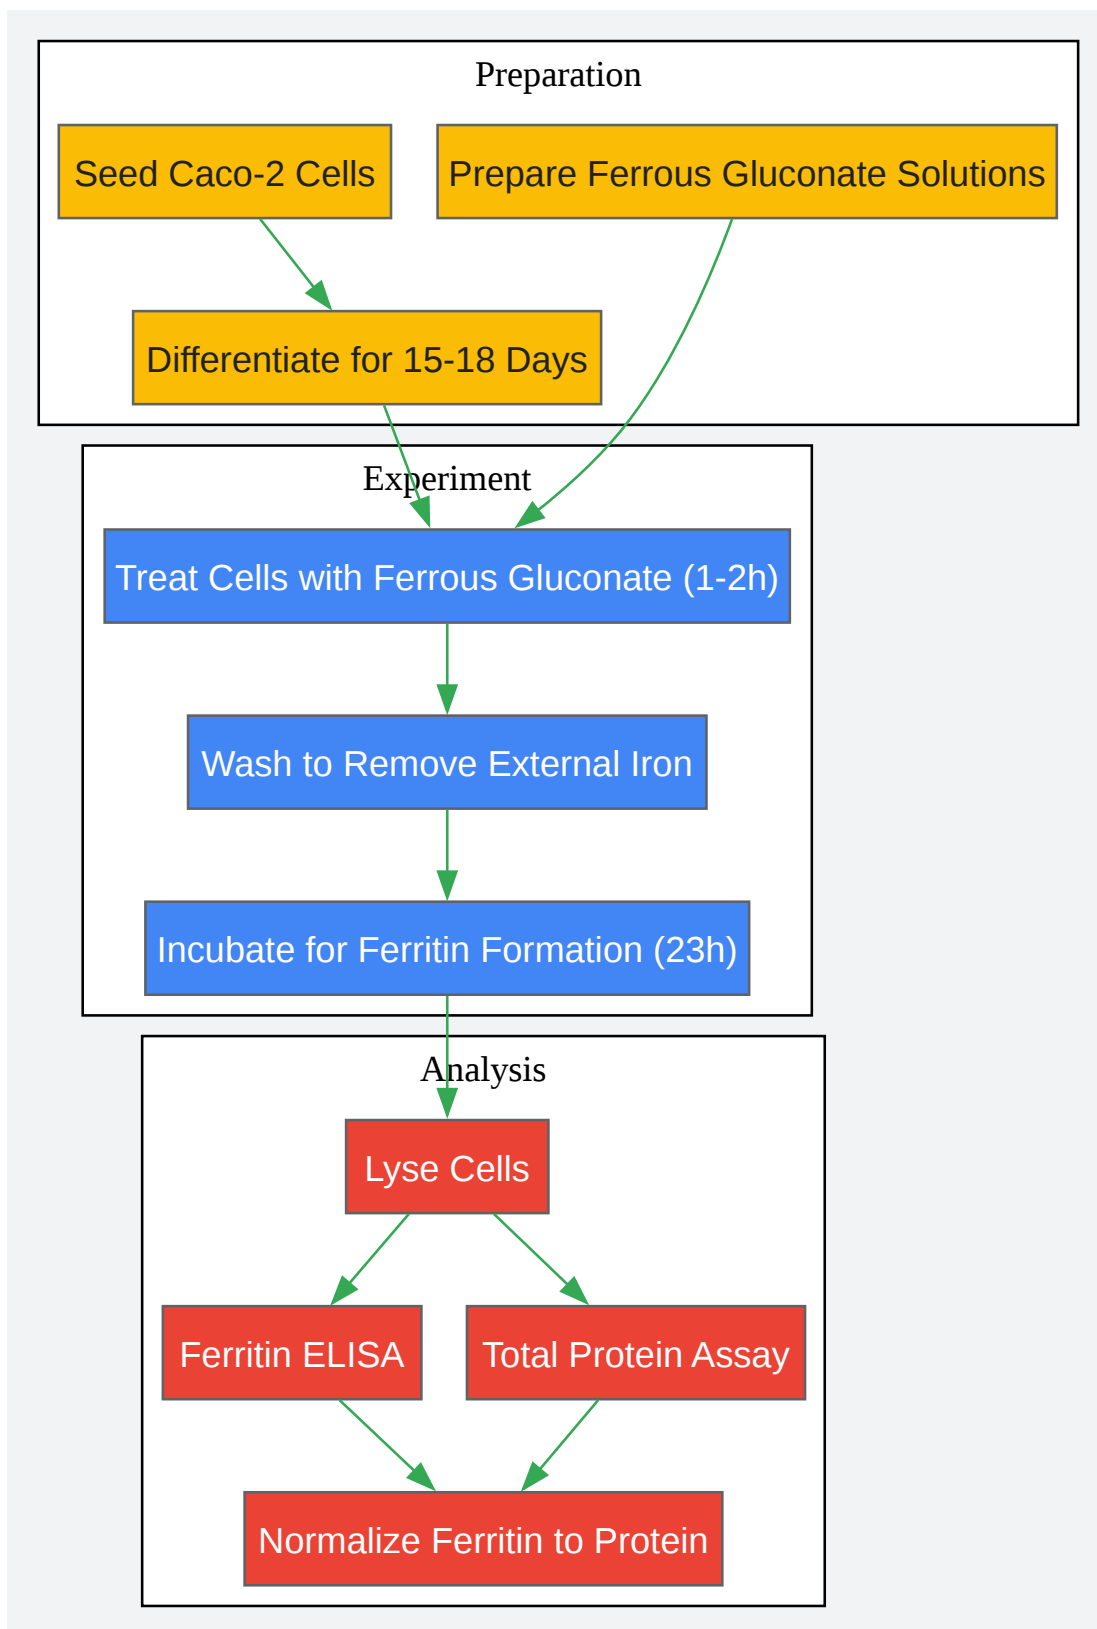 Preparation
Seed Caco-2 Cells
Prepare Ferrous Gluconate Solutions
Differentiate for 15-18 Days
Experiment
Treat Cells with Ferrous Gluconate (1-2h)
Wash to Remove External Iron
Incubate for Ferritin Formation (23h)
Analysis
Lyse Cells
Ferritin ELISA
Total Protein Assay
Normalize Ferritin to Protein